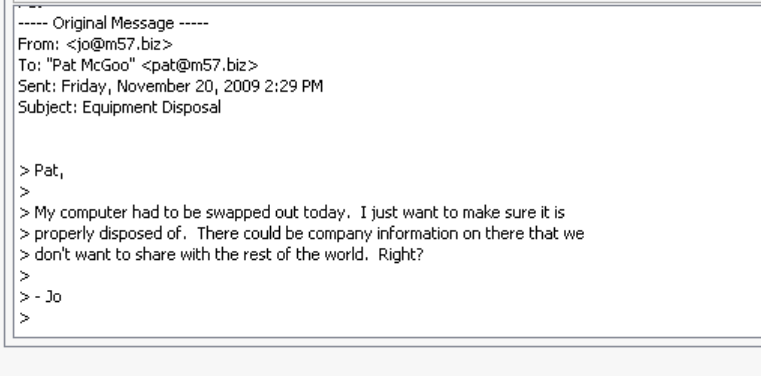 ----- Original Message -----
From: <jo@m57.biz>
To: "Pat McGoo" <pat@m57.biz>
Sent: Friday, November 20, 2009 2:29 PM
Subject: Equipment Disposal
> Pat,
>
> My computer had to be swapped out today.  I just want to make sure it is
> properly disposed of.  There could be company information on there that we
> don't want to share with the rest of the world.  Right?
>
> - Jo
>